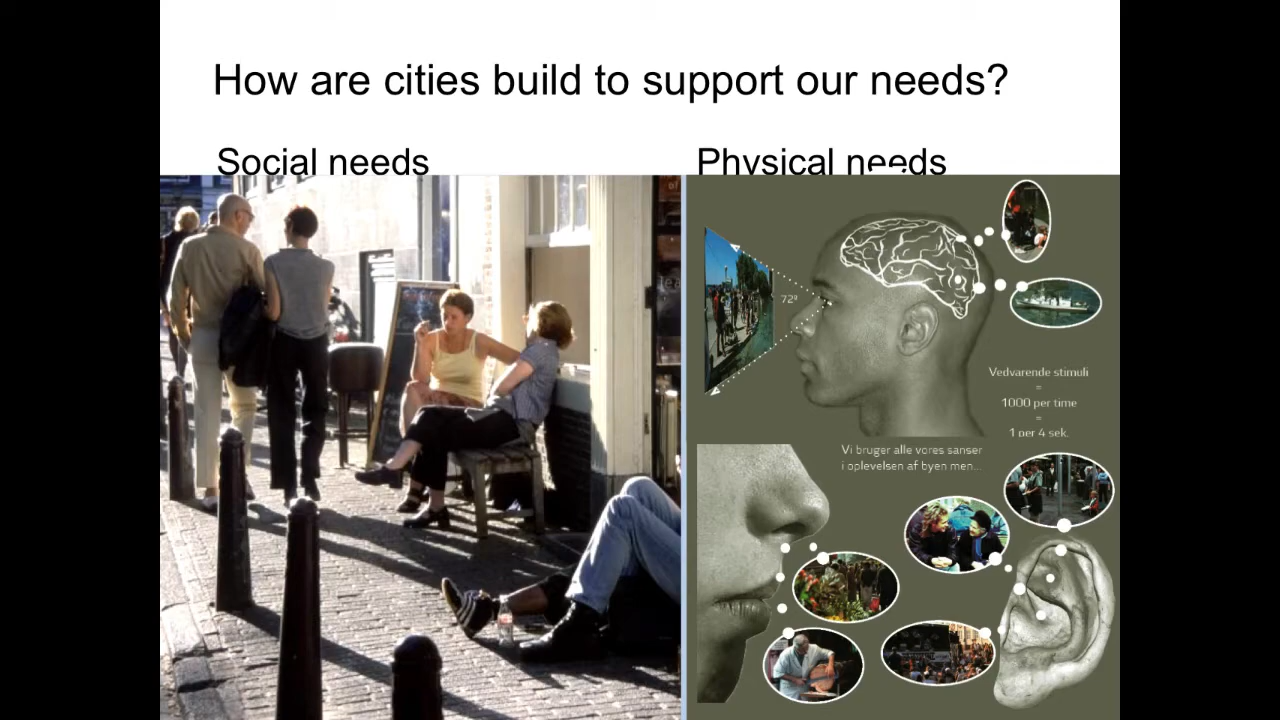 How are cities build to support our needs?
Social needs
Physical needs
72º
Vedvarende stimuli
=
1000 per time
=
1 per 4 sek.
Vi bruger alle vores sanser
i oplevelsen af byen men...